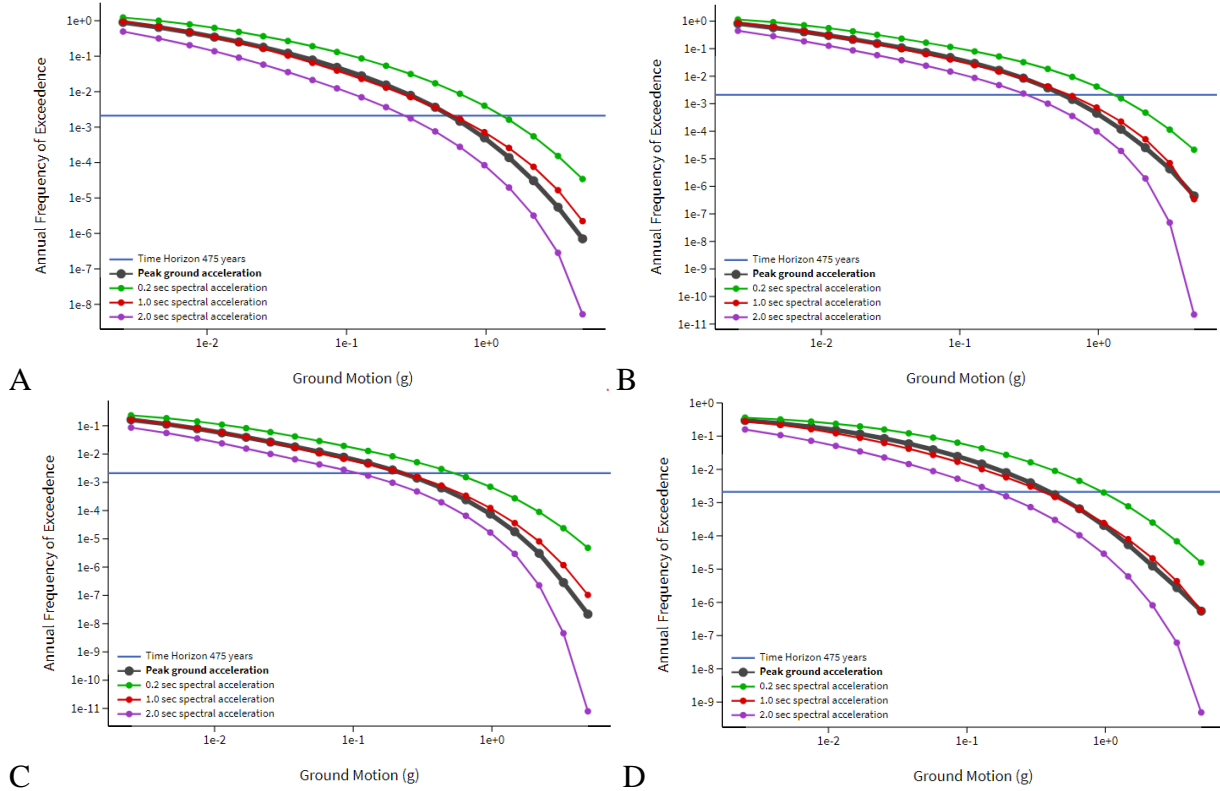 Annual Frequency of Exceedence
1e+0
1e-1
1e-2
1e-3
1e-4
1e-5
1e-6
1e-7
1e-8
Time Horizon 475 years
Peak ground acceleration
0.2 sec spectral acceleration
1.0 sec spectral acceleration
2.0 sec spectral acceleration
1e-2 1e-1 1e+0
Ground Motion (g)
A
Annual Frequency of Exceedence
1e+0
1e-1
1e-2
1e-3
1e-4
1e-5
1e-6
1e-7
1e-8
1e-9
1e-10
1e-11
Time Horizon 475 years
Peak ground acceleration
0.2 sec spectral acceleration
1.0 sec spectral acceleration
2.0 sec spectral acceleration
1e-2 1e-1 1e+0
Ground Motion (g)
B
Annual Frequency of Exceedence
1e-1
1e-2
1e-3
1e-4
1e-5
1e-6
1e-7
1e-8
1e-9
1e-10
1e-11
Time Horizon 475 years
Peak ground acceleration
0.2 sec spectral acceleration
1.0 sec spectral acceleration
2.0 sec spectral acceleration
1e-2 1e-1 1e+0
Ground Motion (g)
C
Annual Frequency of Exceedence
1e+0
1e-1
1e-2
1e-3
1e-4
1e-5
1e-6
1e-7
1e-8
1e-9
Time Horizon 475 years
Peak ground acceleration
0.2 sec spectral acceleration
1.0 sec spectral acceleration
2.0 sec spectral acceleration
1e-2 1e-1 1e+0
Ground Motion (g)
D